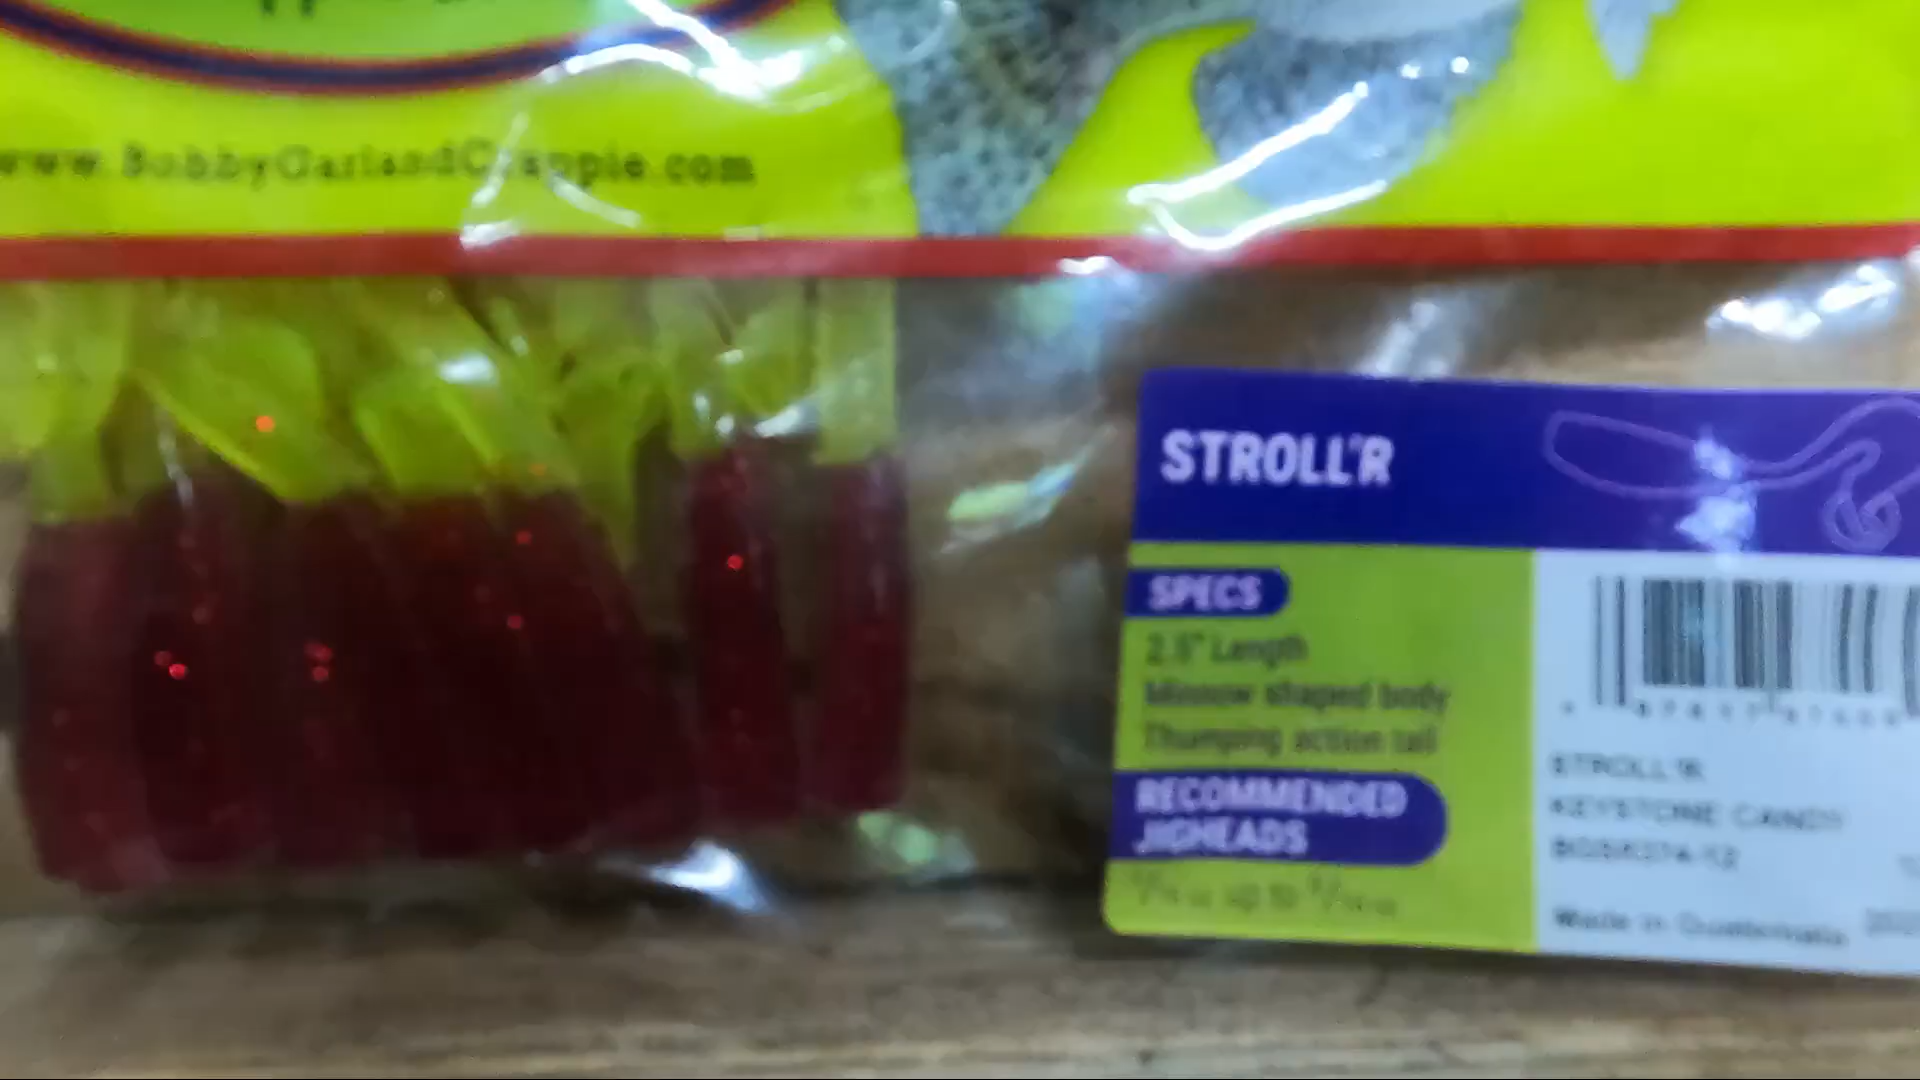 www.BobbyGarlandCrappie.com
STROLL'R
SPECS
2.5" Length
Minnow shaped body
Thumping action tail
RECOMMENDED
JIGHEADS
STROLL'R
KEYSTONE CANDY
Made in Guatemala